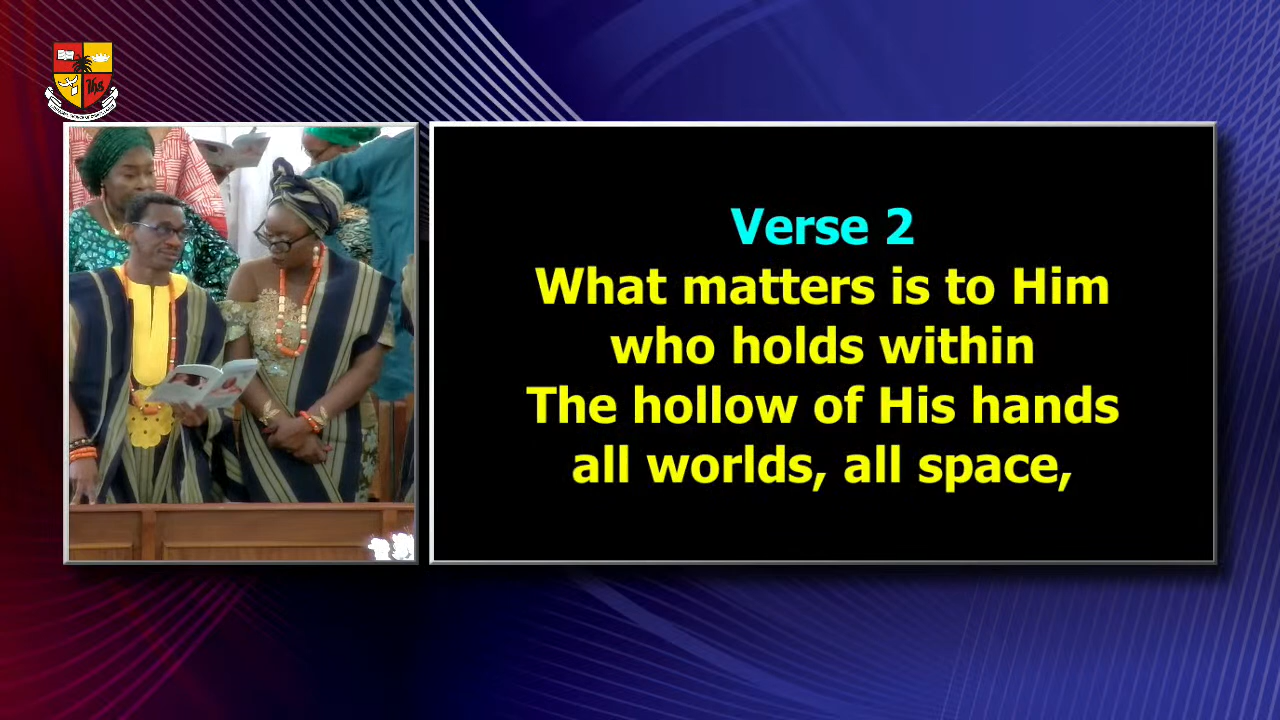 Verse 2
What matters is to Him
who holds within
The hollow of His hands
all worlds, all space,